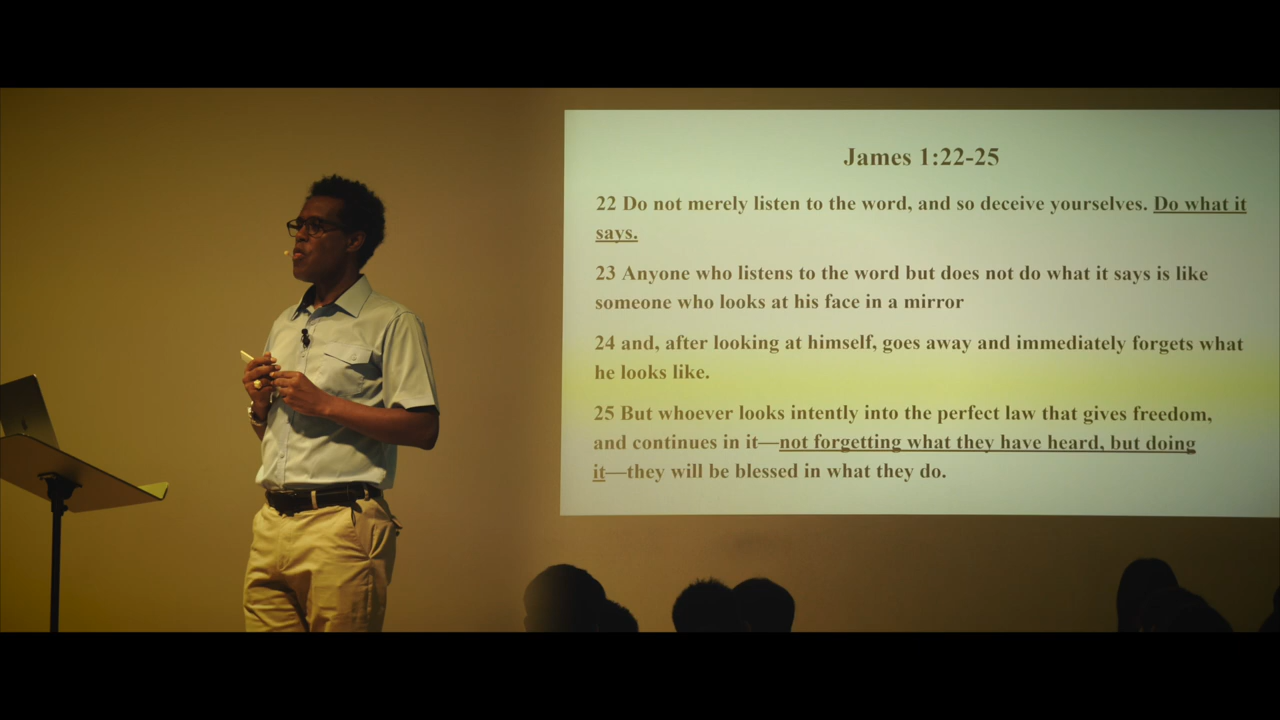 James 1:22-25
22 Do not merely listen to the word, and so deceive yourselves. Do what it
says.
23 Anyone who listens to the word but does not do what it says is like
someone who looks at his face in a mirror
24 and, after looking at himself, goes away and immediately forgets what
he looks like.
25 But whoever looks intently into the perfect law that gives freedom,
and continues in it—not forgetting what they have heard, but doing
it—they will be blessed in what they do.